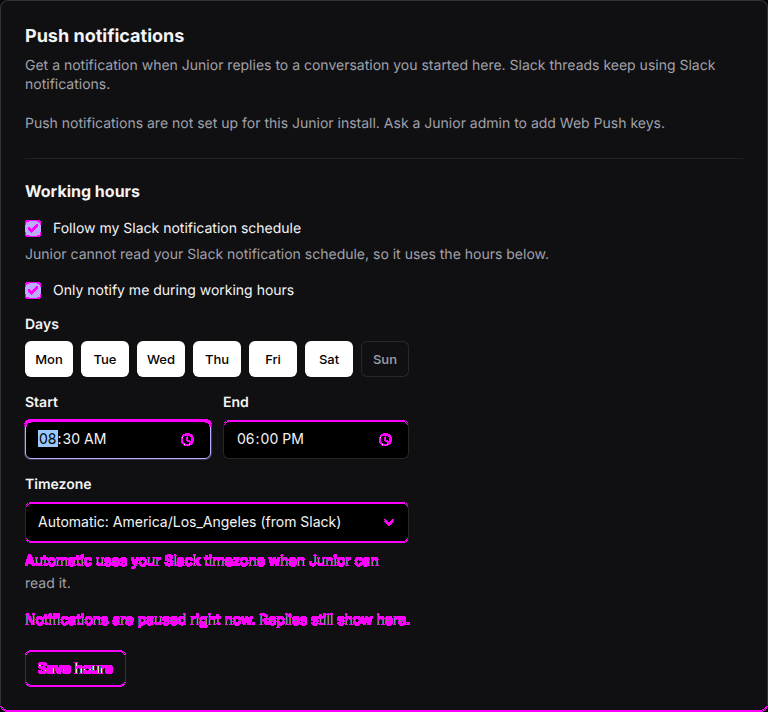 Push notifications
Get a notification when Junior replies to a conversation you started here. Slack threads keep using Slack
notifications.
Push notifications are not set up for this Junior install. Ask a Junior admin to add Web Push keys.
Working hours
Follow my Slack notification schedule
Junior cannot read your Slack notification schedule, so it uses the hours below.
Only notify me during working hours
Days
Mon Tue Wed Thu Fri Sat Sun
Start End
08:30 AM 06:00 PM
Timezone
Automatic: America/Los_Angeles (from Slack)
Automatic uses your Slack timezone when Junior can
read it.
Notifications are paused right now. Replies still show here.
Save hours